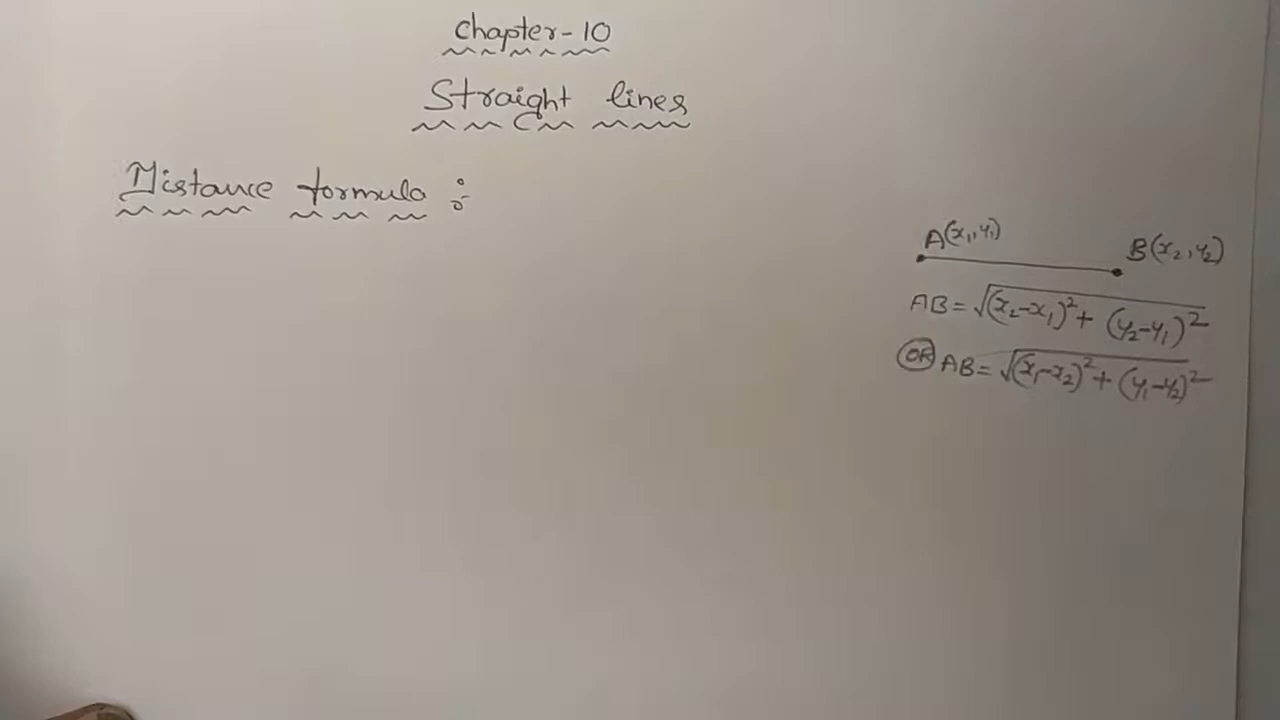 Chapter-10
Straight lines
Distance formula :-
A(x₁,y₁) B(x₂,y₂)
AB=√(x₂-x₁)²+(y₂-y₁)²
OR AB=√(x₁-x₂)²+(y₁-y₂)²